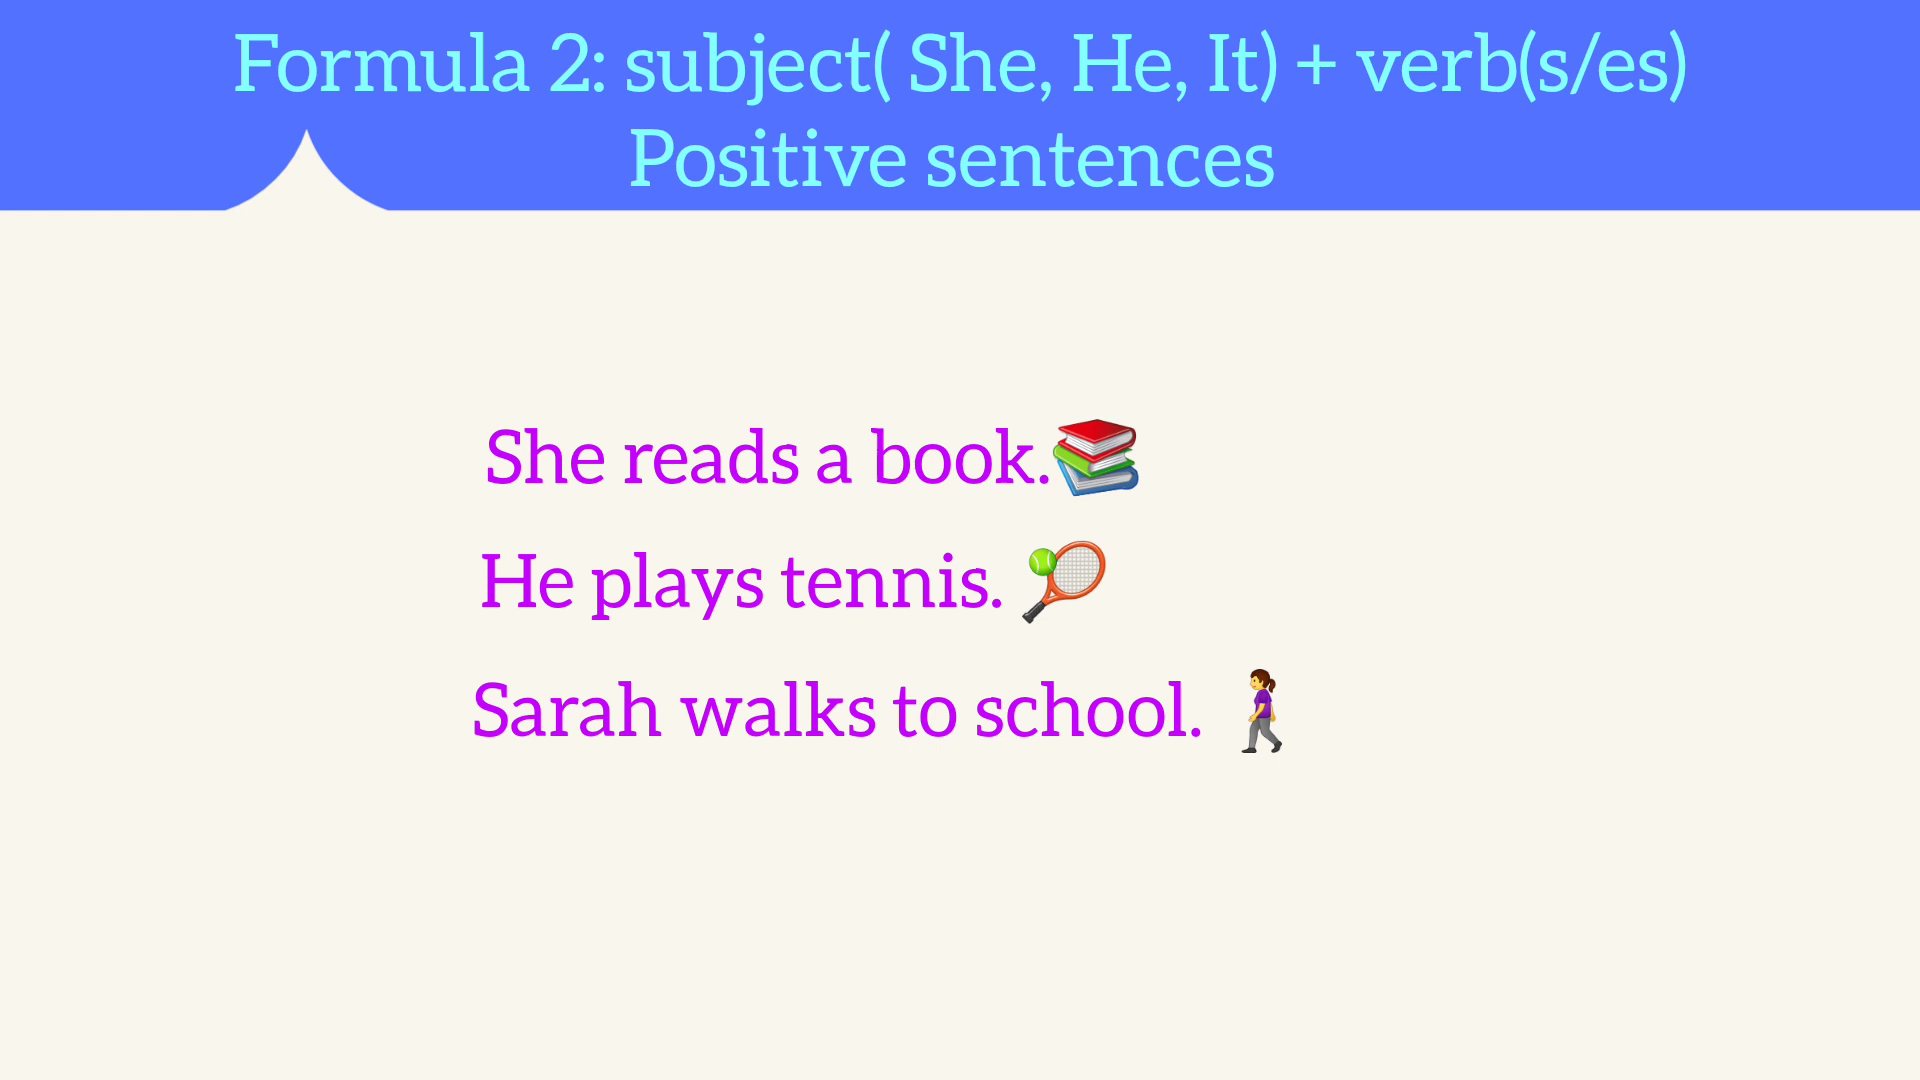 Formula 2: subject( She, He, It) + verb(s/es)
Positive sentences
She reads a book.
He plays tennis.
Sarah walks to school.